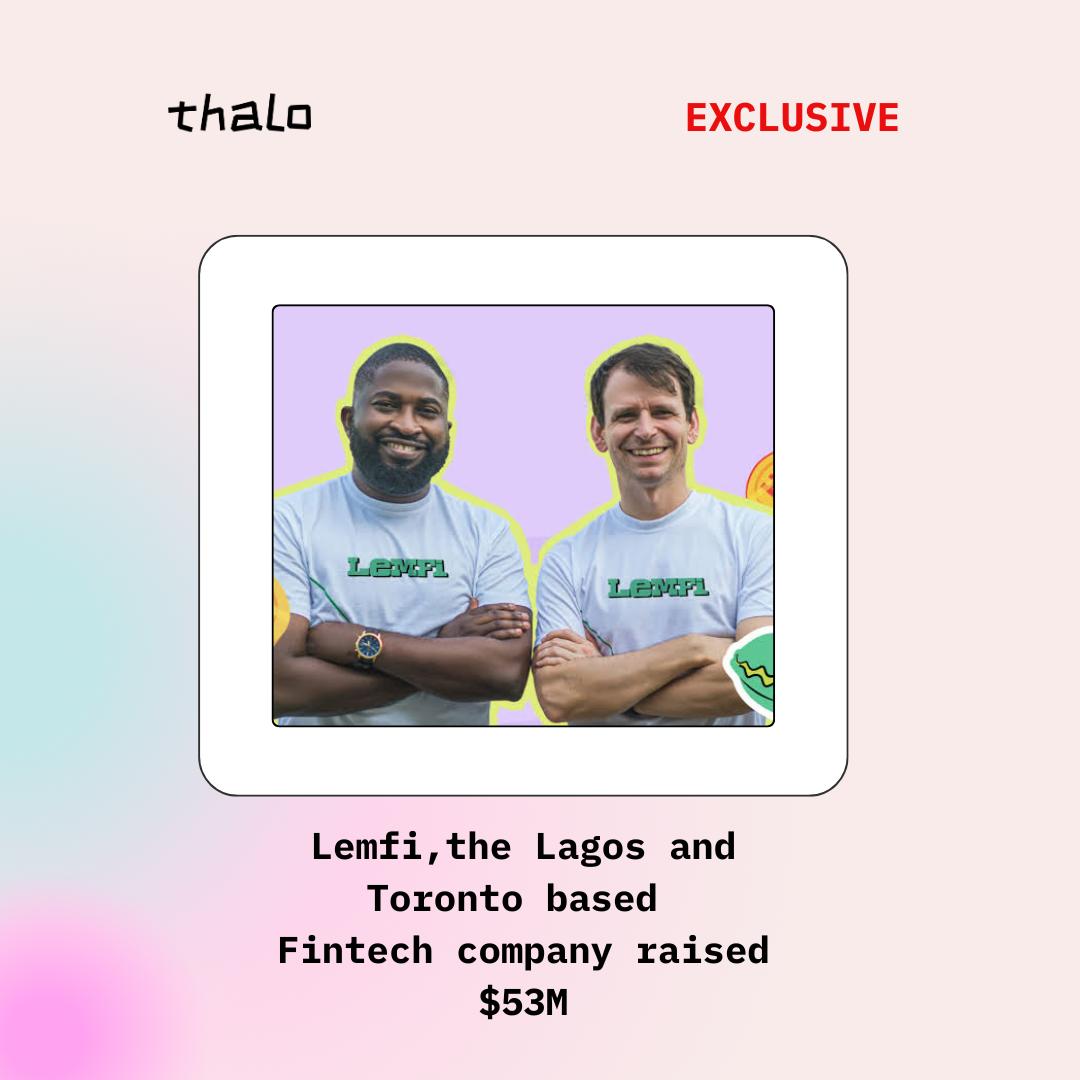 thalo
EXCLUSIVE
LemFi
LemFi
Lemfi,the Lagos and
Toronto based
Fintech company raised
$53M